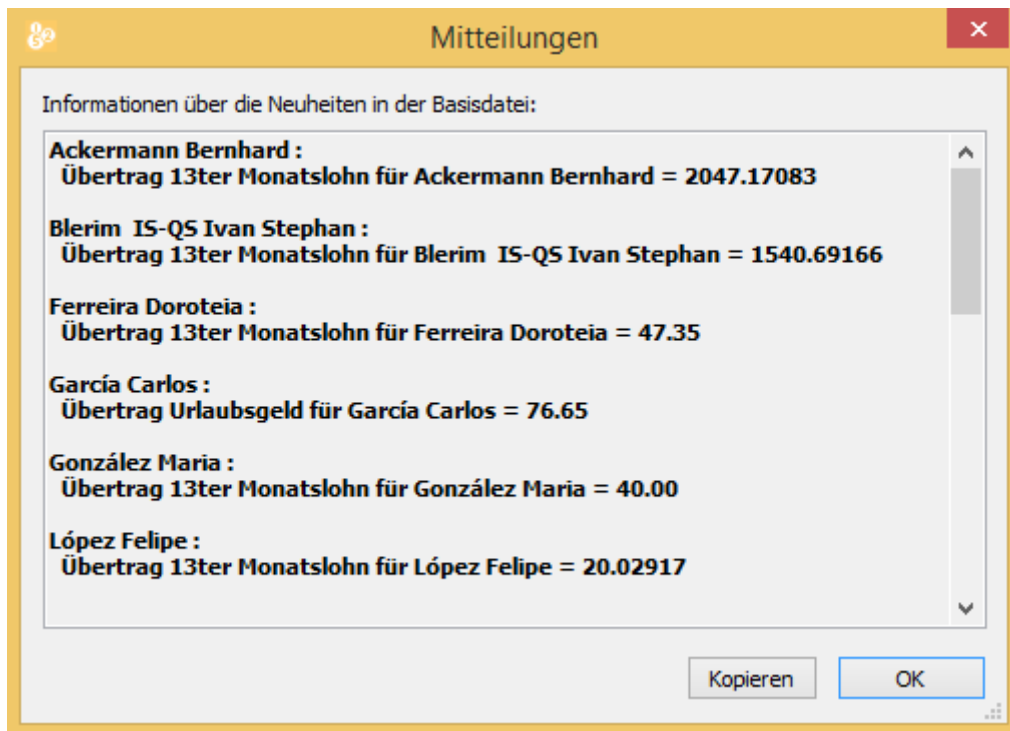 Mitteilungen
Informationen über die Neuheiten in der Basisdatei:
Ackermann Bernhard :
Übertrag 13ter Monatslohn für Ackermann Bernhard = 2047.17083
Blerim  IS-QS Ivan Stephan :
Übertrag 13ter Monatslohn für Blerim  IS-QS Ivan Stephan = 1540.69166
Ferreira Doroteia :
Übertrag 13ter Monatslohn für Ferreira Doroteia = 47.35
García Carlos :
Übertrag Urlaubsgeld für García Carlos = 76.65
González Maria :
Übertrag 13ter Monatslohn für González Maria = 40.00
López Felipe :
Übertrag 13ter Monatslohn für López Felipe = 20.02917
Kopieren
OK